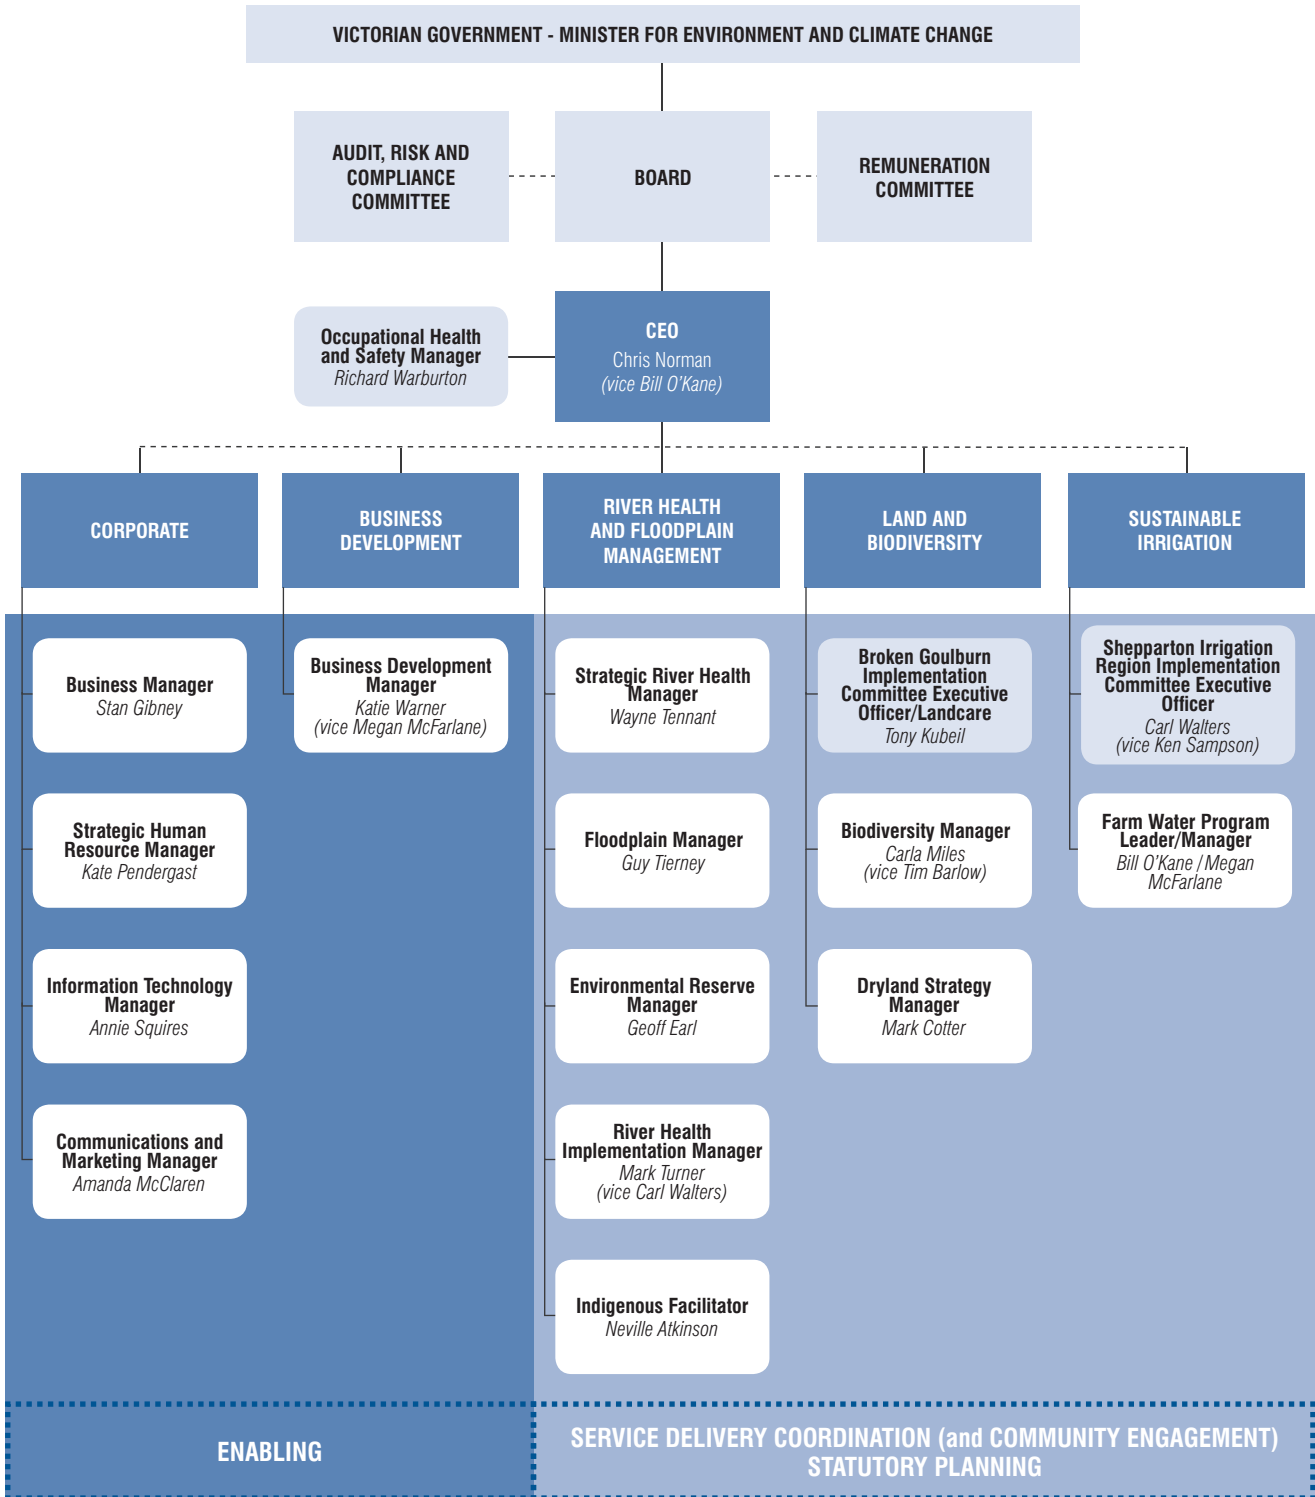 VICTORIAN GOVERNMENT - MINISTER FOR ENVIRONMENT AND CLIMATE CHANGE
AUDIT, RISK AND
COMPLIANCE
COMMITTEE
BOARD
REMUNERATION
COMMITTEE
Occupational Health
and Safety Manager
Richard Warburton
CEO
Chris Norman
(vice Bill O'Kane)
CORPORATE
BUSINESS
DEVELOPMENT
RIVER HEALTH
AND FLOODPLAIN
MANAGEMENT
LAND AND
BIODIVERSITY
SUSTAINABLE
IRRIGATION
Business Manager
Stan Gibney
Strategic Human
Resource Manager
Kate Pendergast
Information Technology
Manager
Annie Squires
Communications and
Marketing Manager
Amanda McClaren
Business Development
Manager
Katie Warner
(vice Megan McFarlane)
Strategic River Health
Manager
Wayne Tennant
Floodplain Manager
Guy Tierney
Environmental Reserve
Manager
Geoff Earl
River Health
Implementation Manager
Mark Turner
(vice Carl Walters)
Indigenous Facilitator
Neville Atkinson
Broken Goulburn
Implementation
Committee Executive
Officer/Landcare
Tony Kubeil
Biodiversity Manager
Carla Miles
(vice Tim Barlow)
Dryland Strategy
Manager
Mark Cotter
Shepparton Irrigation
Region Implementation
Committee Executive
Officer
Carl Walters
(vice Ken Sampson)
Farm Water Program
Leader/Manager
Bill O'Kane / Megan
McFarlane
ENABLING
SERVICE DELIVERY COORDINATION (and COMMUNITY ENGAGEMENT)
STATUTORY PLANNING